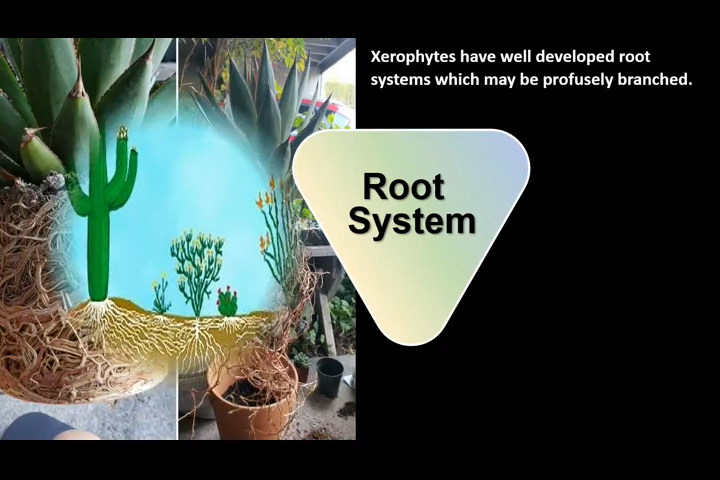 Xerophytes have well developed root
systems which may be profusely branched.
Root
System